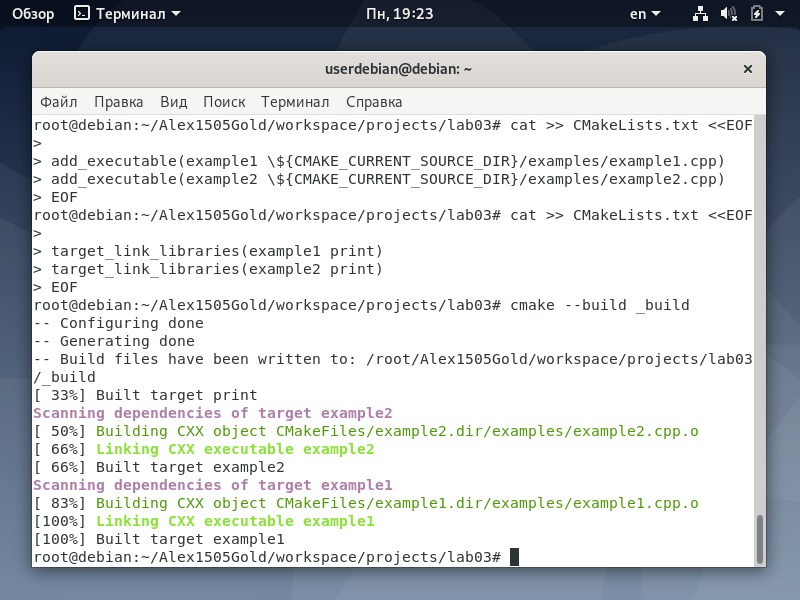 Обзор Терминал Пн, 19:23 en
userdebian@debian: ~ ×
Файл Правка Вид Поиск Терминал Справка
root@debian:~/Alex1505Gold/workspace/projects/lab03# cat >> CMakeLists.txt <<EOF
>
> add_executable(example1 \${CMAKE_CURRENT_SOURCE_DIR}/examples/example1.cpp)
> add_executable(example2 \${CMAKE_CURRENT_SOURCE_DIR}/examples/example2.cpp)
> EOF
root@debian:~/Alex1505Gold/workspace/projects/lab03# cat >> CMakeLists.txt <<EOF
>
> target_link_libraries(example1 print)
> target_link_libraries(example2 print)
> EOF
root@debian:~/Alex1505Gold/workspace/projects/lab03# cmake --build _build
-- Configuring done
-- Generating done
-- Build files have been written to: /root/Alex1505Gold/workspace/projects/lab03
/_build
[ 33%] Built target print
Scanning dependencies of target example2
[ 50%] Building CXX object CMakeFiles/example2.dir/examples/example2.cpp.o
[ 66%] Linking CXX executable example2
[ 66%] Built target example2
Scanning dependencies of target example1
[ 83%] Building CXX object CMakeFiles/example1.dir/examples/example1.cpp.o
[100%] Linking CXX executable example1
[100%] Built target example1
root@debian:~/Alex1505Gold/workspace/projects/lab03#